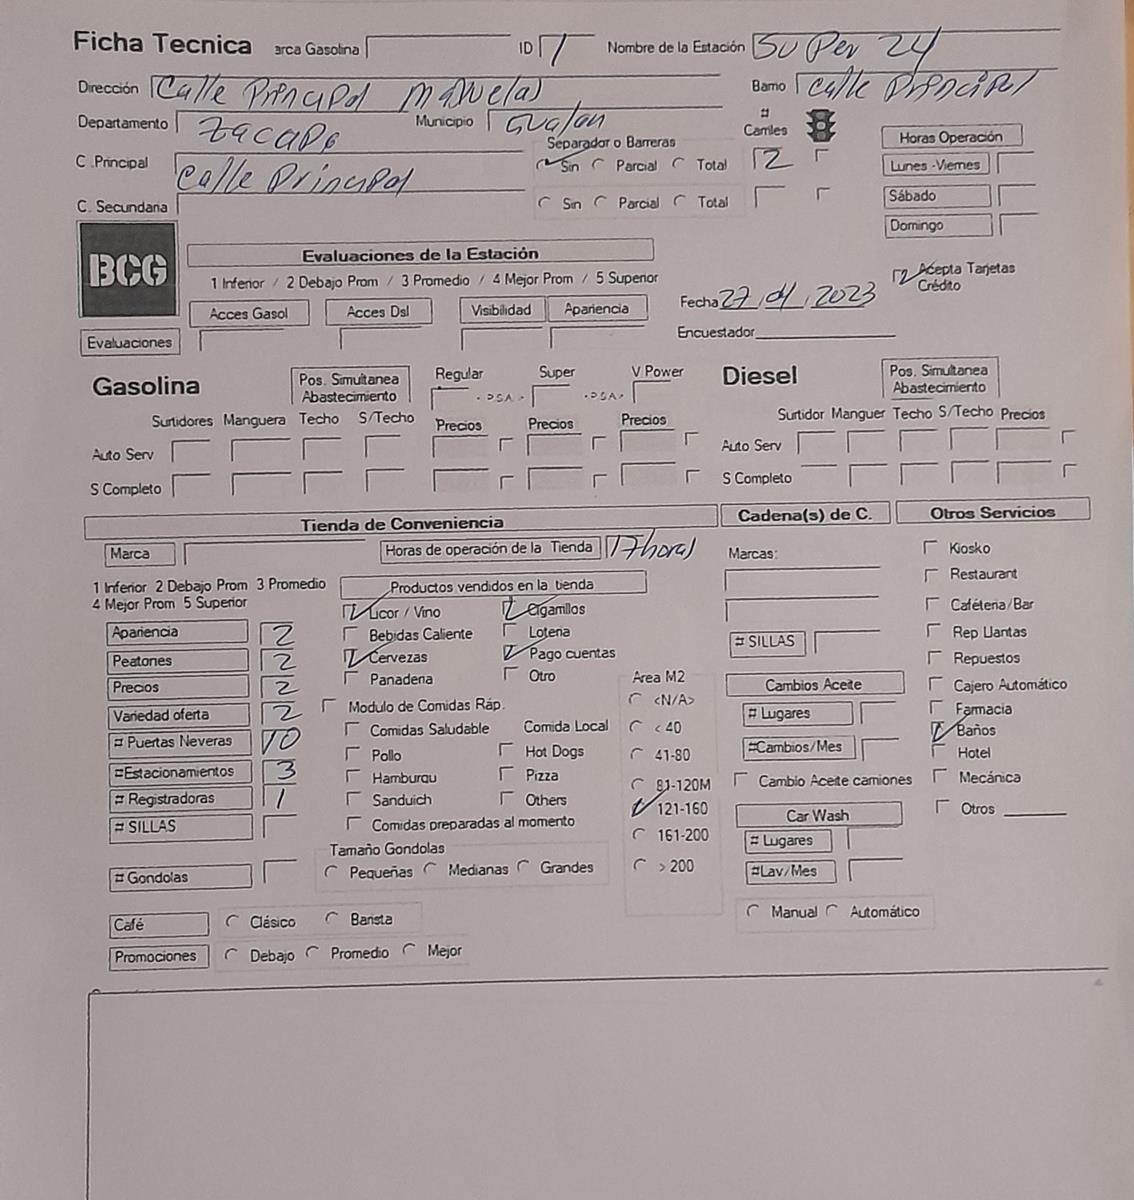 Ficha Tecnica arca Gasolina ID 1 Nombre de la Estación Super 24
Dirección Calle Principal Mayuelas Barrio Calle Principal
Departamento Zacapa Municipio Gualan # Carriles
Separador o Barreras Horas Operación
C .Principal Calle Principal Sin Parcial Total 2 Lunes -Viernes
C. Secundaria Sin Parcial Total Sábado
Domingo
BCG Evaluaciones de la Estación
1 Inferior / 2 Debajo Prom / 3 Promedio / 4 Mejor Prom / 5 Superior Acepta Tarjetas Crédito
Acces Gasol Acces Dsl Visibilidad Apariencia Fecha 27, 04, 2023
Evaluaciones Encuestador
Gasolina Pos. Simultanea Abastecimiento Regular Super V Power Diesel Pos. Simultanea Abastecimiento
Surtidores Manguera Techo S/Techo Precios Precios Precios Surtidor Manguer Techo S/Techo Precios
Auto Serv Auto Serv
S Completo S Completo
Tienda de Conveniencia Cadena(s) de C. Otros Servicios
Marca Horas de operación de la Tienda 17 horas Marcas: Kiosko
1 Inferior 2 Debajo Prom 3 Promedio Productos vendidos en la tienda Restaurant
4 Mejor Prom 5 Superior Licor / Vino Cigarrillos Cafétería/Bar
Apariencia 2 Bebidas Caliente Lotería # SILLAS Rep Llantas
Peatones 2 Cervezas Pago cuentas Repuestos
Precios 2 Panadería Otro Area M2 Cambios Aceite Cajero Automático
Variedad oferta 2 Modulo de Comidas Ráp. <N/A> # Lugares Farmacia
# Puertas Neveras 10 Comidas Saludable Comida Local < 40 Baños
Pollo Hot Dogs 41-80 #Cambios/Mes Hotel
#Estacionamientos 3 Hamburgu Pizza 81-120M Cambio Aceite camiones Mecánica
# Registradoras 1 Sanduich Others 121-160 Car Wash Otros
# SILLAS Comidas preparadas al momento 161-200 # Lugares
Tamaño Gondolas
# Gondolas Pequeñas Medianas Grandes > 200 #Lav/Mes
Café Clásico Barista Manual Automático
Promociones Debajo Promedio Mejor